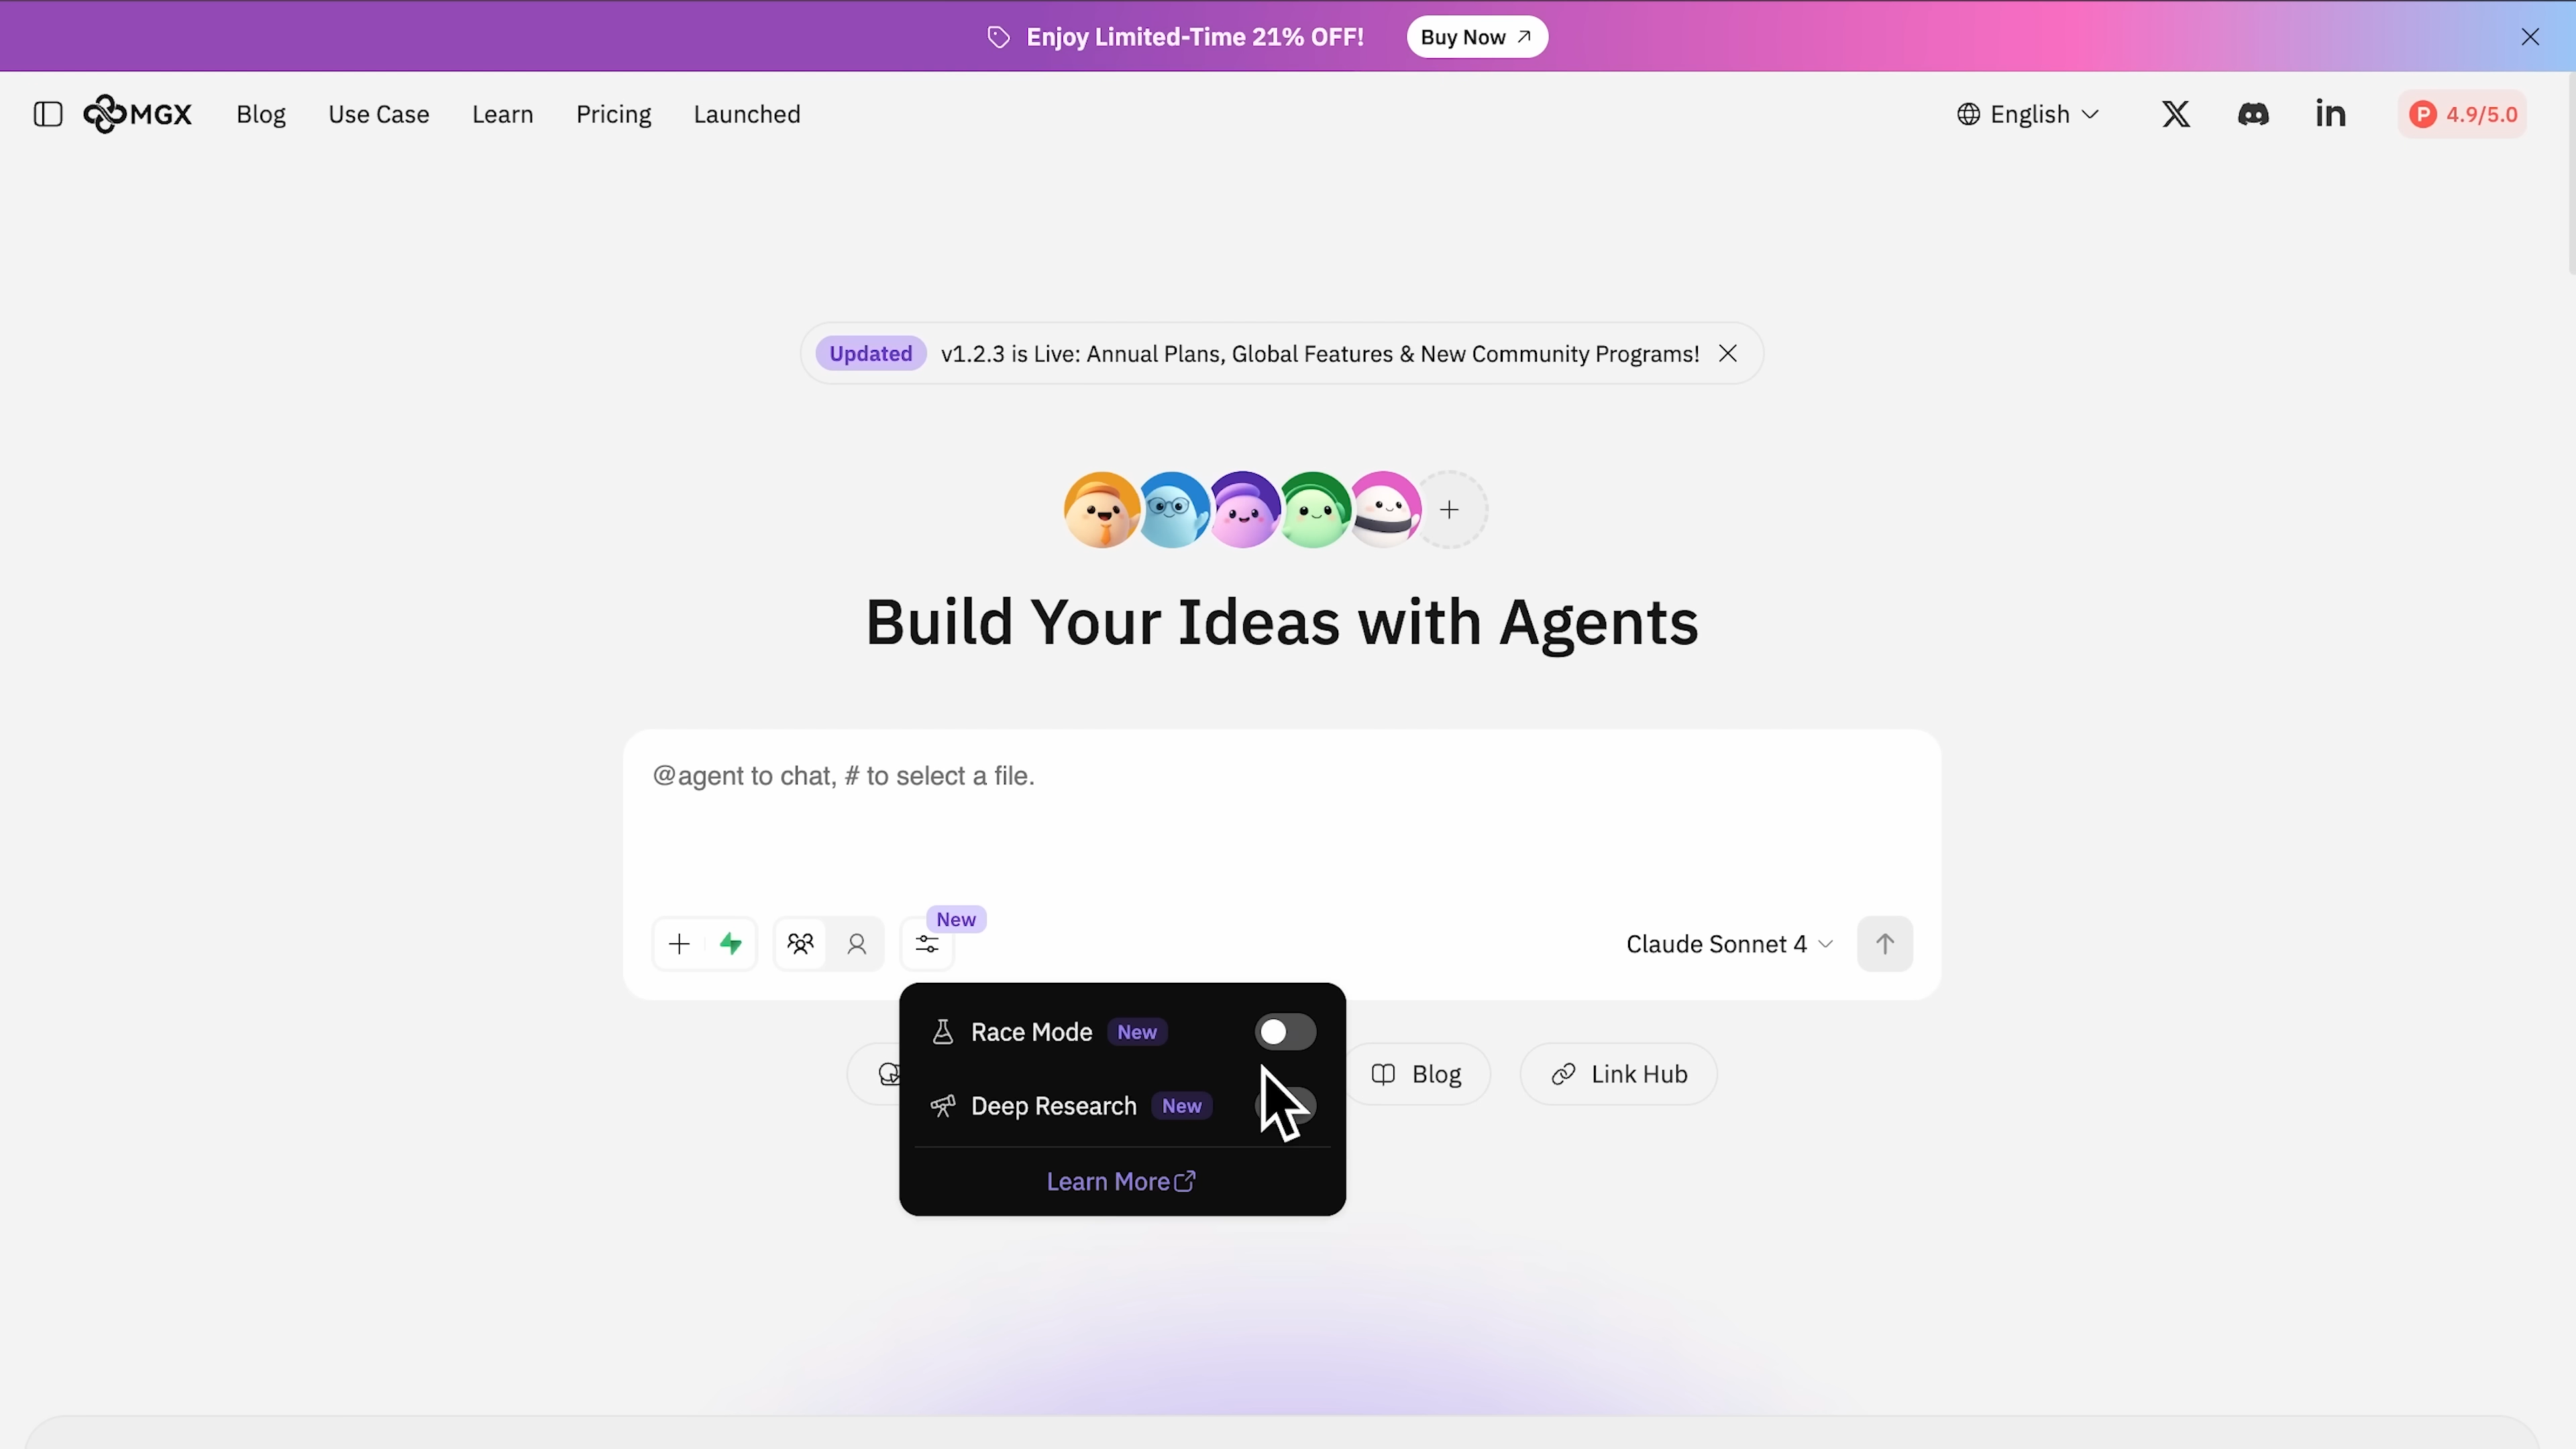 Enjoy Limited-Time 21% OFF!
Buy Now
MGX
Blog
Use Case
Learn
Pricing
Launched
English
in
P 4.9/5.0
Updated
v1.2.3 is Live: Annual Plans, Global Features & New Community Programs!
Build Your Ideas with Agents
@agent to chat, # to select a file.
New
Claude Sonnet 4
Race Mode
New
Deep Research
New
Learn More
Blog
Link Hub